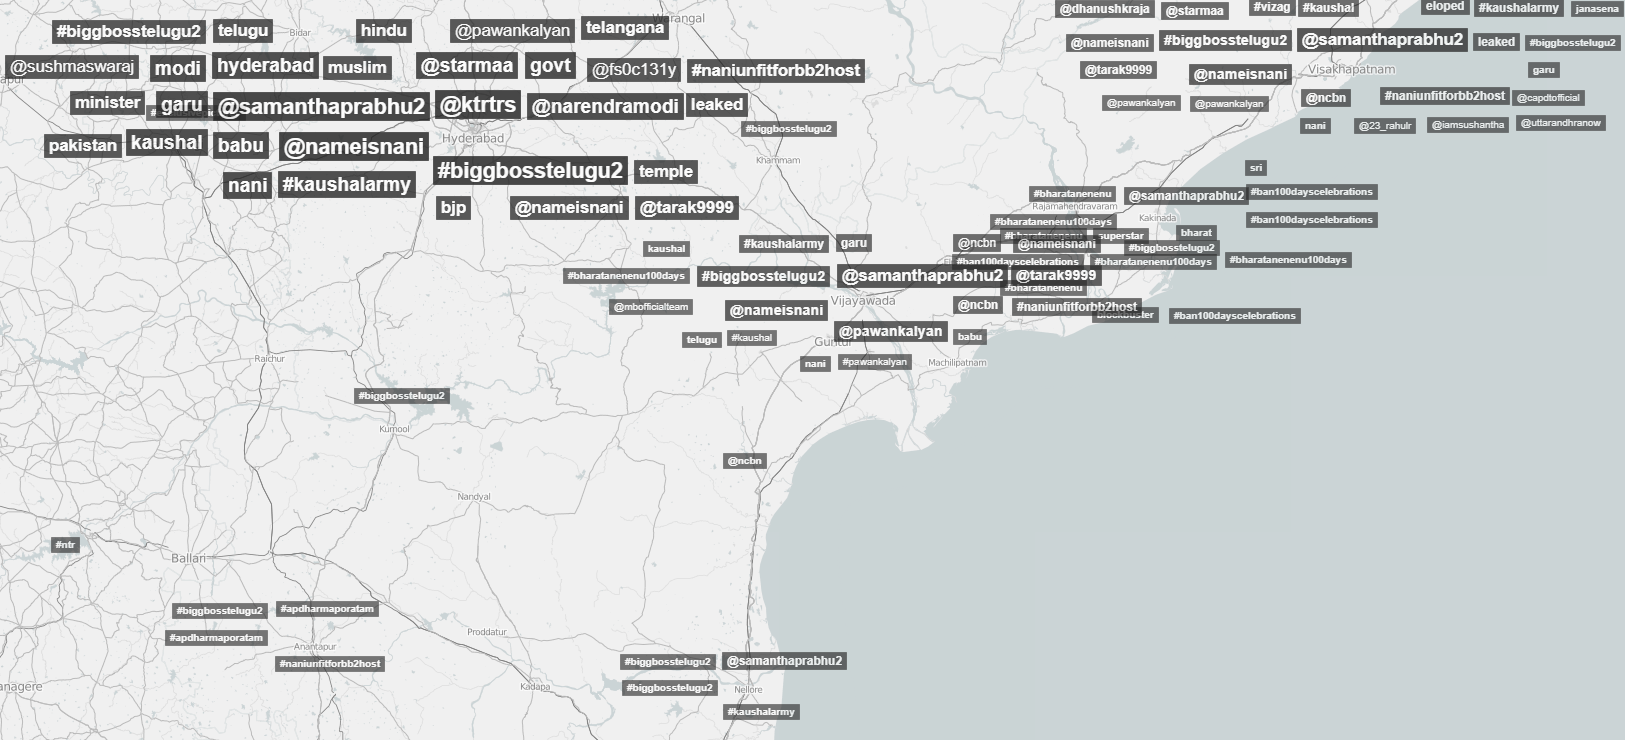 @dhanushkraja @starmaa #vizag #kaushal eloped #kaushalarmy janasena
#biggbosstelugu2 telugu hindu @pawankalyan telangana Warangal
Bidar
@nameisnani #biggbosstelugu2 @samanthaprabhu2 leaked #biggbosstelugu2
@sushmaswaraj modi hyderabad muslim @starmaa govt @fs0c131y #naniunfitforbb2host
@tarak9999 @nameisnani Visakhapatnam garu
minister garu @samanthaprabhu2 @ktrtrs @narendramodi leaked
@pawankalyan @pawankalyan @ncbn #naniunfitforbb2host @capdtofficial
#biggbosstelugu2 nani @23_rahulr @iamsushantha @uttarandhranow
Hyderabad
pakistan kaushal babu @nameisnani
Khammam
#biggbosstelugu2 temple sri
nani #kaushalarmy
#bharatanenenu @samanthaprabhu2 #ban100dayscelebrations
bjp @nameisnani @tarak9999 Rajamahendravaram
Kakinada
#bharatanenenu100days #ban100dayscelebrations
#bharatanenenu superstar bharat
kaushal #kaushalarmy garu @ncbn @nameisnani #biggbosstelugu2
#ban100dayscelebrations #bharatanenenu100days #bharatanenenu100days
#bharatanenenu100days #biggbosstelugu2 @samanthaprabhu2 @tarak9999
#bharatanenenu
@mbofficialteam @nameisnani Vijayawada @ncbn #naniunfitforbb2host
blockbuster #ban100dayscelebrations
telugu #kaushal @pawankalyan babu
Guntur
nani #pawankalyan Machilipatnam
Raichur
#biggbosstelugu2
Kurnool
@ncbn
Nandyal
#ntr
Ballari
#biggbosstelugu2 #apdharmaporatam
#apdharmaporatam Proddatur
Anantapur
#naniunfitforbb2host #biggbosstelugu2 @samanthaprabhu2
anagere Kadapa #biggbosstelugu2 Nellore
#kaushalarmy